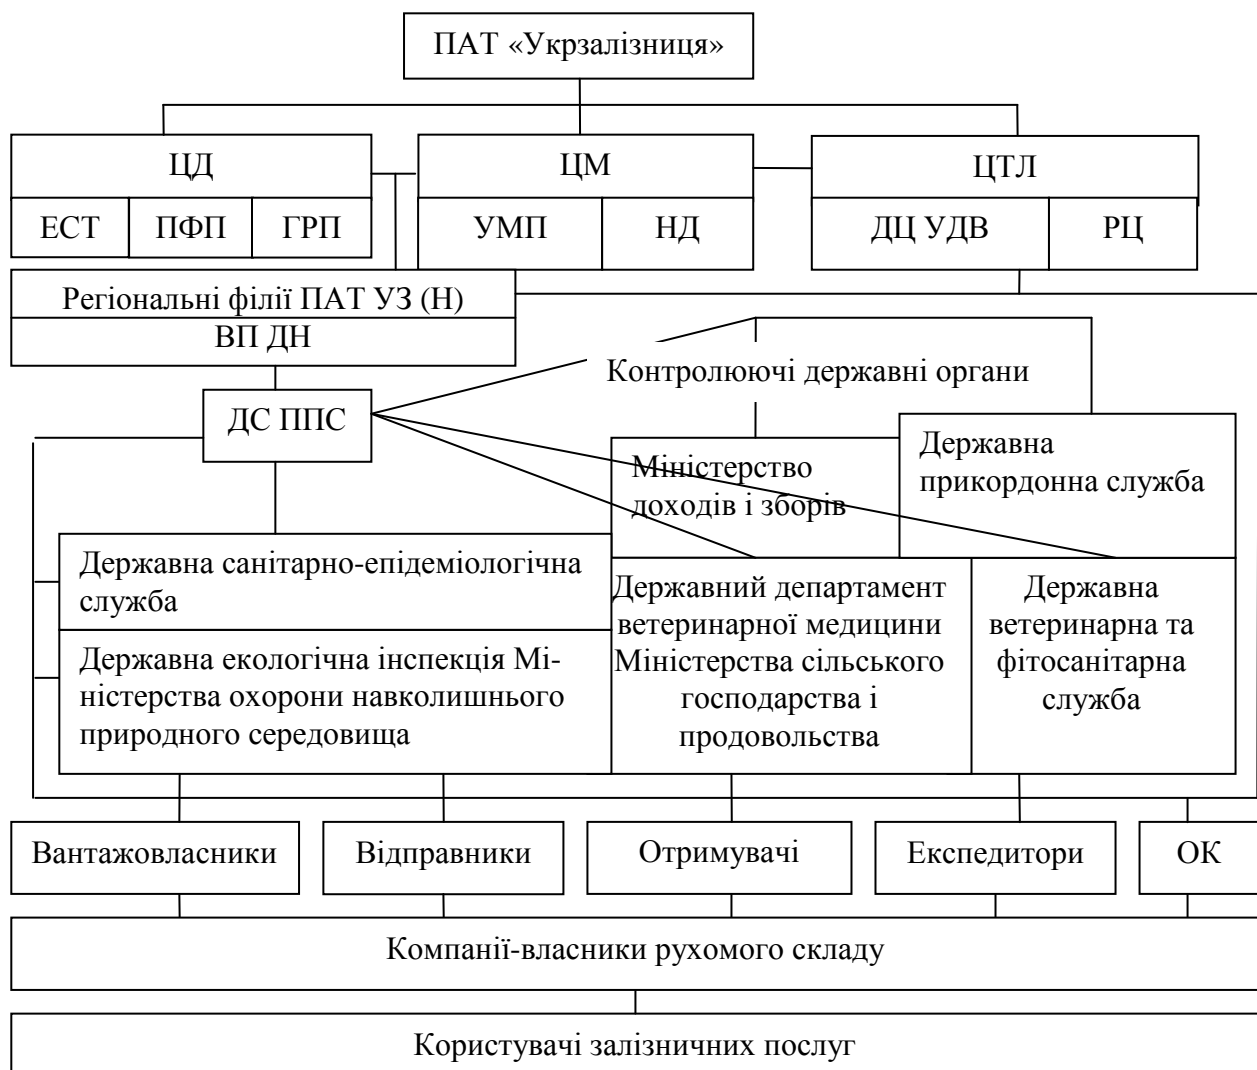 ПАТ «Укрзалізниця»
ЦД
ЦМ
ЦТЛ
ЕСТ
ПФП
ГРП
УМП
НД
ДЦ УДВ
РЦ
Регіональні філії ПАТ УЗ (Н)
ВП ДН
Контролюючі державні органи
ДС ППС
Міністерство
доходів і зборів
Державна
прикордонна служба
Державна санітарно-епідеміологічна
служба
Державна екологічна інспекція Мі-
ністерства охорони навколишнього
природного середовища
Державний департамент
ветеринарної медицини
Міністерства сільського
господарства і
продовольства
Державна
ветеринарна та
фітосанітарна
служба
Вантажовласники
Відправники
Отримувачі
Експедитори
ОК
Компанії-власники рухомого складу
Користувачі залізничних послуг